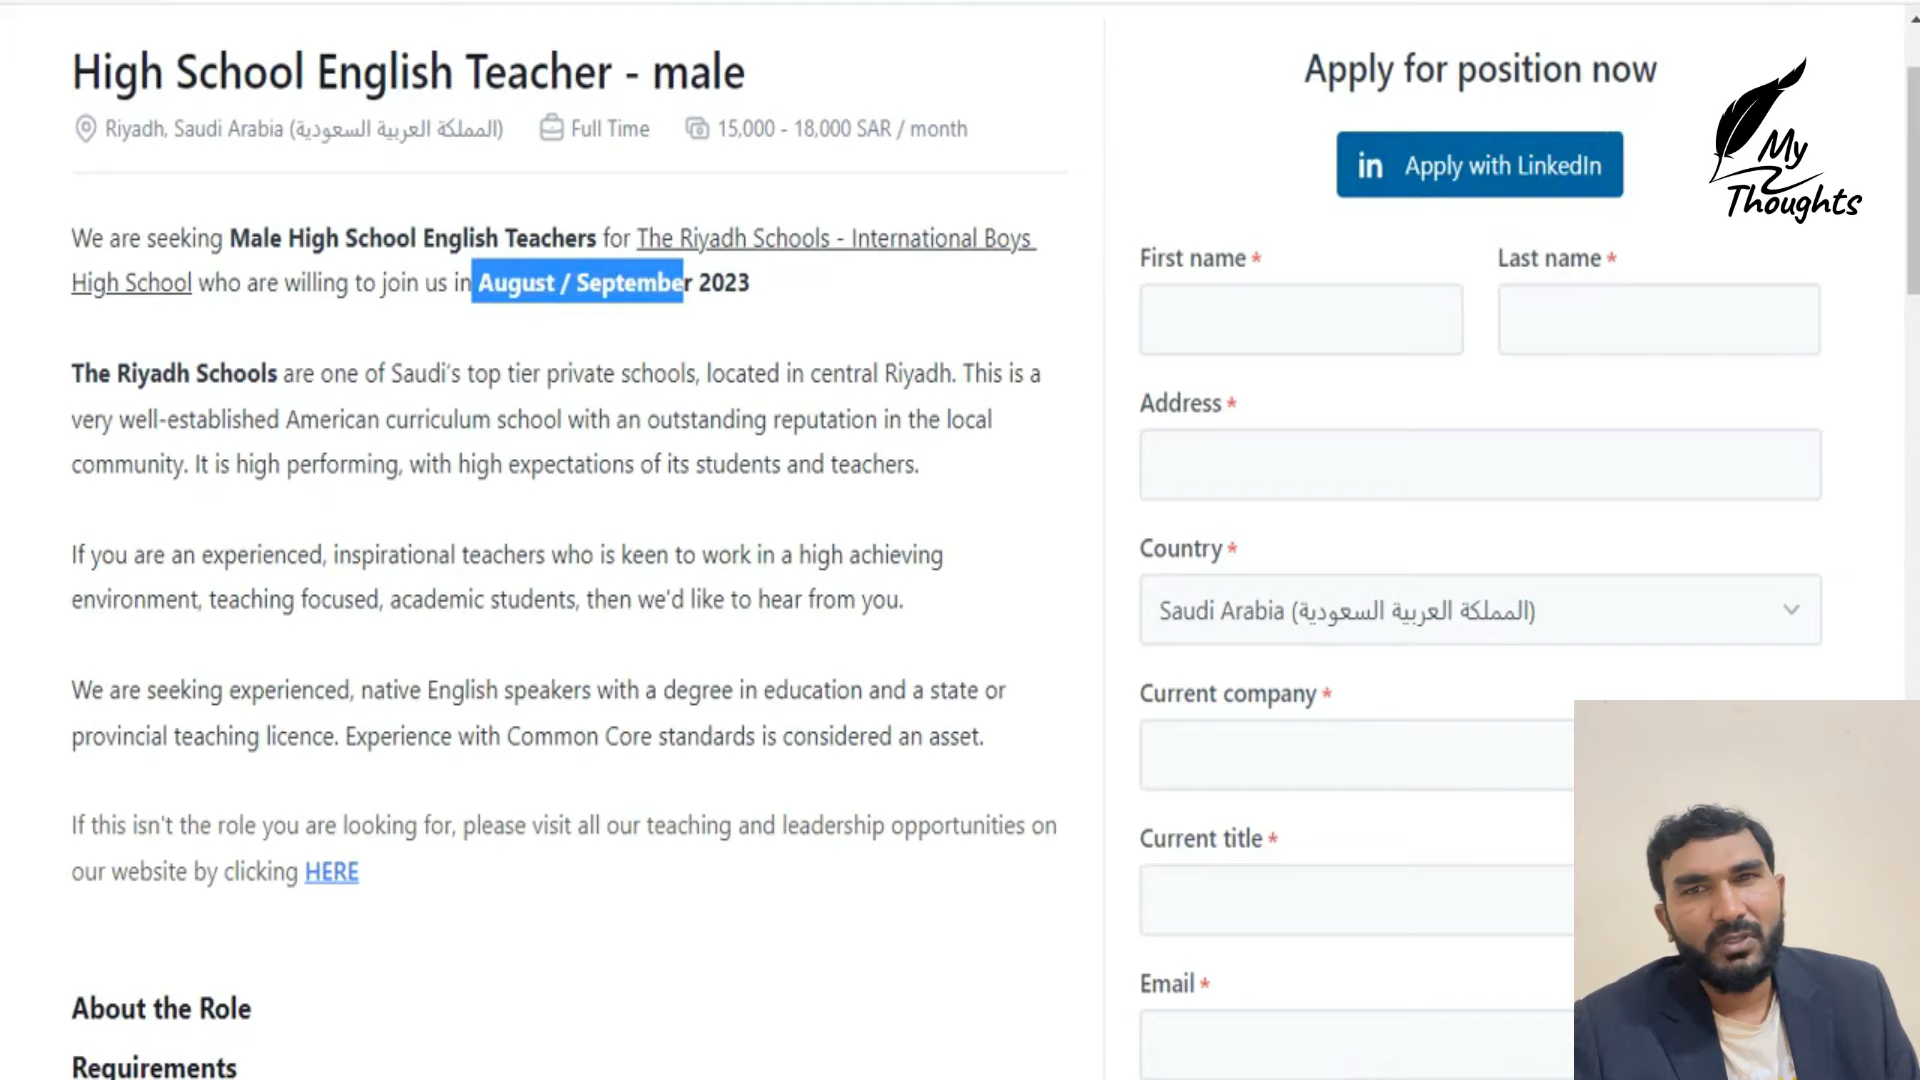 High School English Teacher - male
Riyadh, Saudi Arabia (المملكة العربية السعودية) Full Time 15,000 - 18,000 SAR / month
We are seeking Male High School English Teachers for The Riyadh Schools - International Boys
High School who are willing to join us in August / September 2023
The Riyadh Schools are one of Saudi's top tier private schools, located in central Riyadh. This is a
very well-established American curriculum school with an outstanding reputation in the local
community. It is high performing, with high expectations of its students and teachers.
If you are an experienced, inspirational teachers who is keen to work in a high achieving
environment, teaching focused, academic students, then we'd like to hear from you.
We are seeking experienced, native English speakers with a degree in education and a state or
provincial teaching licence. Experience with Common Core standards is considered an asset.
If this isn't the role you are looking for, please visit all our teaching and leadership opportunities on
our website by clicking HERE
About the Role
Requirements
Apply for position now
in Apply with LinkedIn
My
Thoughts
First name * Last name *
Address *
Country *
Saudi Arabia (المملكة العربية السعودية)
Current company *
Current title *
Email *